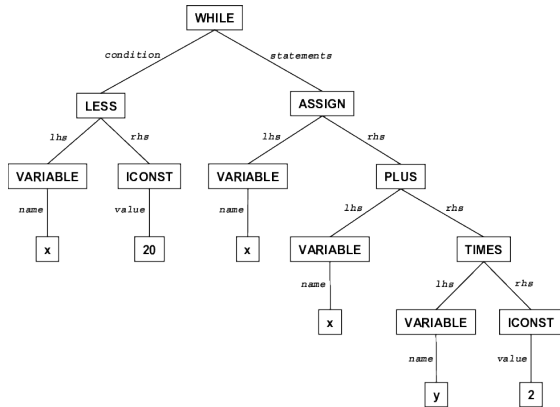 WHILE
condition statements
LESS ASSIGN
lhs rhs lhs rhs
VARIABLE ICONST VARIABLE PLUS
name value name lhs rhs
x 20 x VARIABLE TIMES
name lhs rhs
x VARIABLE ICONST
name value
y 2